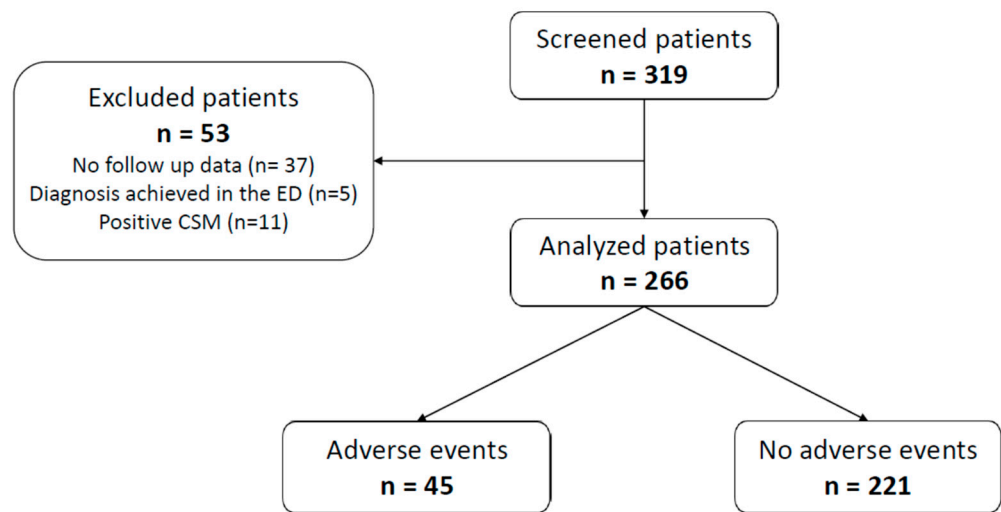 Screened patients
n = 319
Excluded patients
n = 53
No follow up data (n= 37)
Diagnosis achieved in the ED (n=5)
Positive CSM (n=11)
Analyzed patients
n = 266
Adverse events
n = 45
No adverse events
n = 221